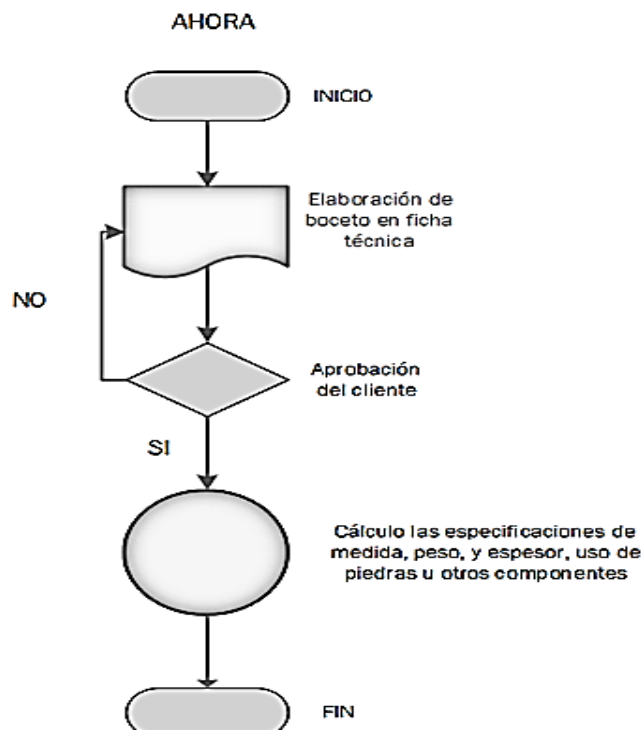 AHORA
INICIO
Elaboración de
boceto en ficha
técnica
NO
Aprobación
del cliente
SI
Cálculo las especificaciones de
medida, peso, y espesor, uso de
piedras u otros componentes
FIN